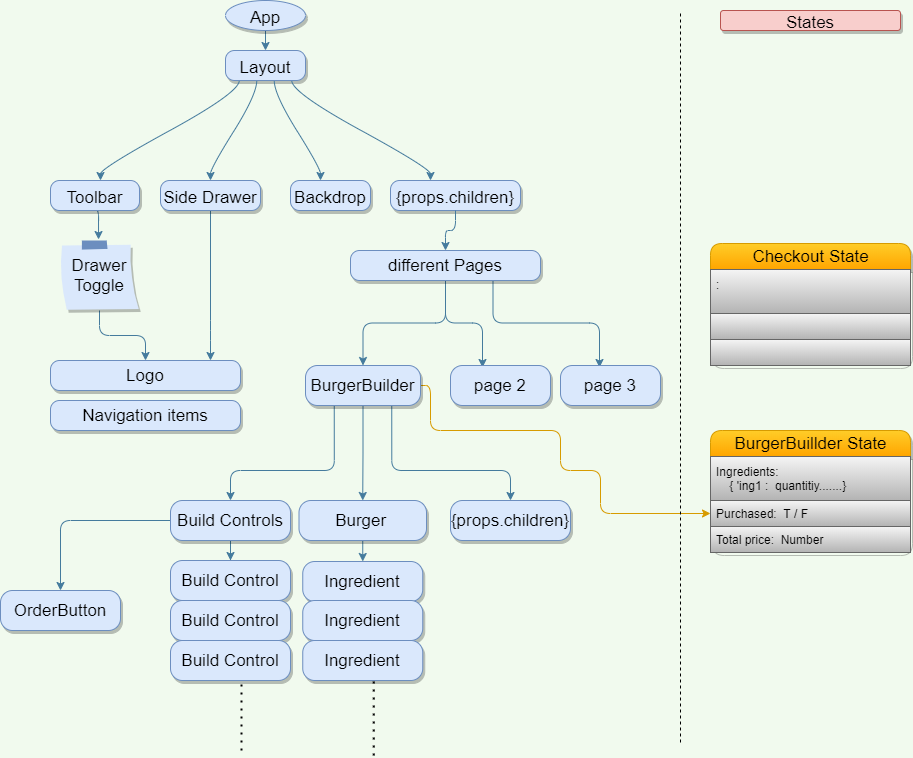 App
States
Layout
Toolbar
Side Drawer
Backdrop
{props.children}
Drawer
Toggle
different Pages
Checkout State
:
Logo
BurgerBuilder
page 2
page 3
Navigation items
BurgerBuillder State
Ingredients:
{ 'ing1 : quantitiy.......}
Purchased: T / F
Total price: Number
Build Controls
Burger
{props.children}
OrderButton
Build Control
Ingredient
Build Control
Ingredient
Build Control
Ingredient